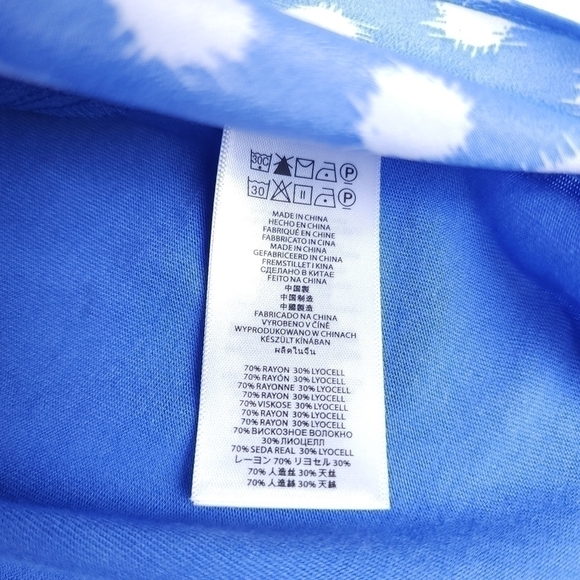 30C P
30 P
MADE IN CHINA
HECHO EN CHINA
FABRIQUÉ EN CHINE
FABBRICATO IN CINA
MADE IN CHINA
GEFABRICEERD IN CHINA
FREMSTILLET I KINA
СДЕЛАНО В КИТАЕ
FEITO NA CHINA
中国製
中国制造
中國製造
FABRICADO NA CHINA
VYROBENO V ČÍNĚ
WYPRODUKOWANO W CHINACH
KÉSZÜLT KÍNÁBAN
ผลิตในจีน
70% RAYON 30% LYOCELL
70% RAYÓN 30% LYOCELL
70% RAYONNE 30% LYOCELL
70% RAYON 30% LYOCELL
70% VISKOSE 30% LYOCELL
70% RAYON 30% LYOCELL
70% RAYON 30% LYOCELL
70% ВИСКОЗНОЕ ВОЛОКНО
30% ЛИОЦЕЛЛ
70% SEDA REAL 30% LYOCELL
レーヨン 70% リヨセル 30%
70% 人造丝 30% 天丝
70% 人造絲 30% 天絲